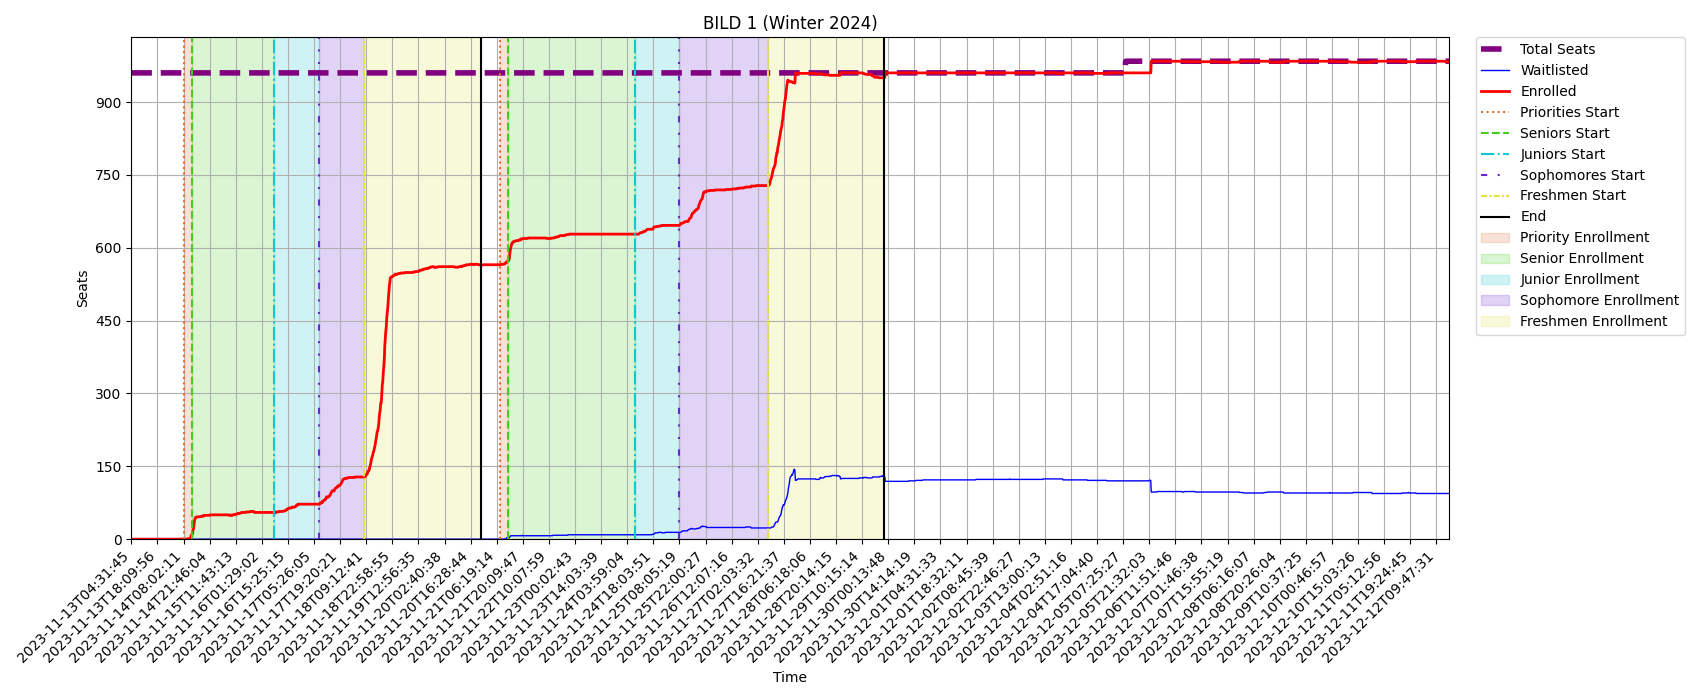 BILD 1 (Winter 2024)
Seats
900
750
600
450
300
150
0
2023-11-13T04:31:45
2023-11-13T18:09:56
2023-11-14T08:02:11
2023-11-14T21:46:04
2023-11-15T11:43:13
2023-11-16T01:29:02
2023-11-16T15:25:15
2023-11-17T05:26:05
2023-11-17T19:20:21
2023-11-18T09:12:41
2023-11-18T22:58:55
2023-11-19T12:56:35
2023-11-20T02:40:38
2023-11-20T16:28:44
2023-11-21T06:19:14
2023-11-21T20:09:47
2023-11-22T10:07:59
2023-11-23T00:02:43
2023-11-23T14:03:39
2023-11-24T03:59:04
2023-11-24T18:03:51
2023-11-25T08:05:19
2023-11-25T22:00:27
2023-11-26T12:07:16
2023-11-27T02:03:32
2023-11-27T16:21:37
2023-11-28T06:18:06
2023-11-28T20:14:15
2023-11-29T10:15:14
2023-11-30T00:13:48
2023-11-30T14:14:19
2023-12-01T04:31:33
2023-12-01T18:32:11
2023-12-02T08:45:39
2023-12-02T22:46:27
2023-12-03T13:00:13
2023-12-04T02:51:16
2023-12-04T17:04:40
2023-12-05T07:25:27
2023-12-05T21:32:03
2023-12-06T11:51:46
2023-12-07T01:46:38
2023-12-07T15:55:19
2023-12-08T06:16:07
2023-12-08T20:26:04
2023-12-09T10:37:25
2023-12-10T00:46:57
2023-12-10T15:03:26
2023-12-11T05:12:56
2023-12-11T19:24:45
2023-12-12T09:47:31
Time
Total Seats
Waitlisted
Enrolled
Priorities Start
Seniors Start
Juniors Start
Sophomores Start
Freshmen Start
End
Priority Enrollment
Senior Enrollment
Junior Enrollment
Sophomore Enrollment
Freshmen Enrollment